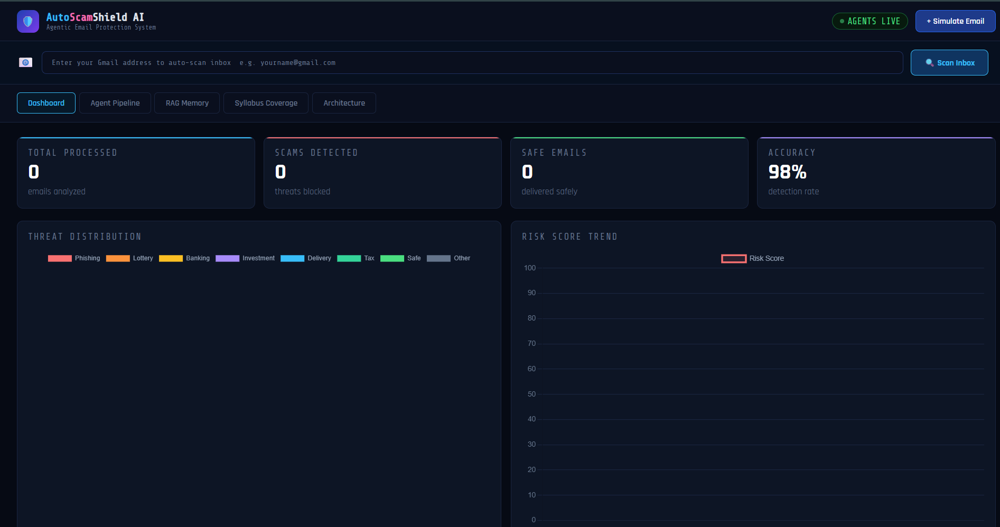 AutoScamShield AI
Agentic Email Protection System
AGENTS LIVE
+ Simulate Email
Enter your Gmail address to auto-scan inbox e.g. yourname@gmail.com
Scan Inbox
Dashboard
Agent Pipeline
RAG Memory
Syllabus Coverage
Architecture
TOTAL PROCESSED
0
emails analyzed
SCAMS DETECTED
0
threats blocked
SAFE EMAILS
0
delivered safely
ACCURACY
98%
detection rate
THREAT DISTRIBUTION
Phishing Lottery Banking Investment Delivery Tax Safe Other
RISK SCORE TREND
Risk Score
100
90
80
70
60
50
40
30
20
10
0